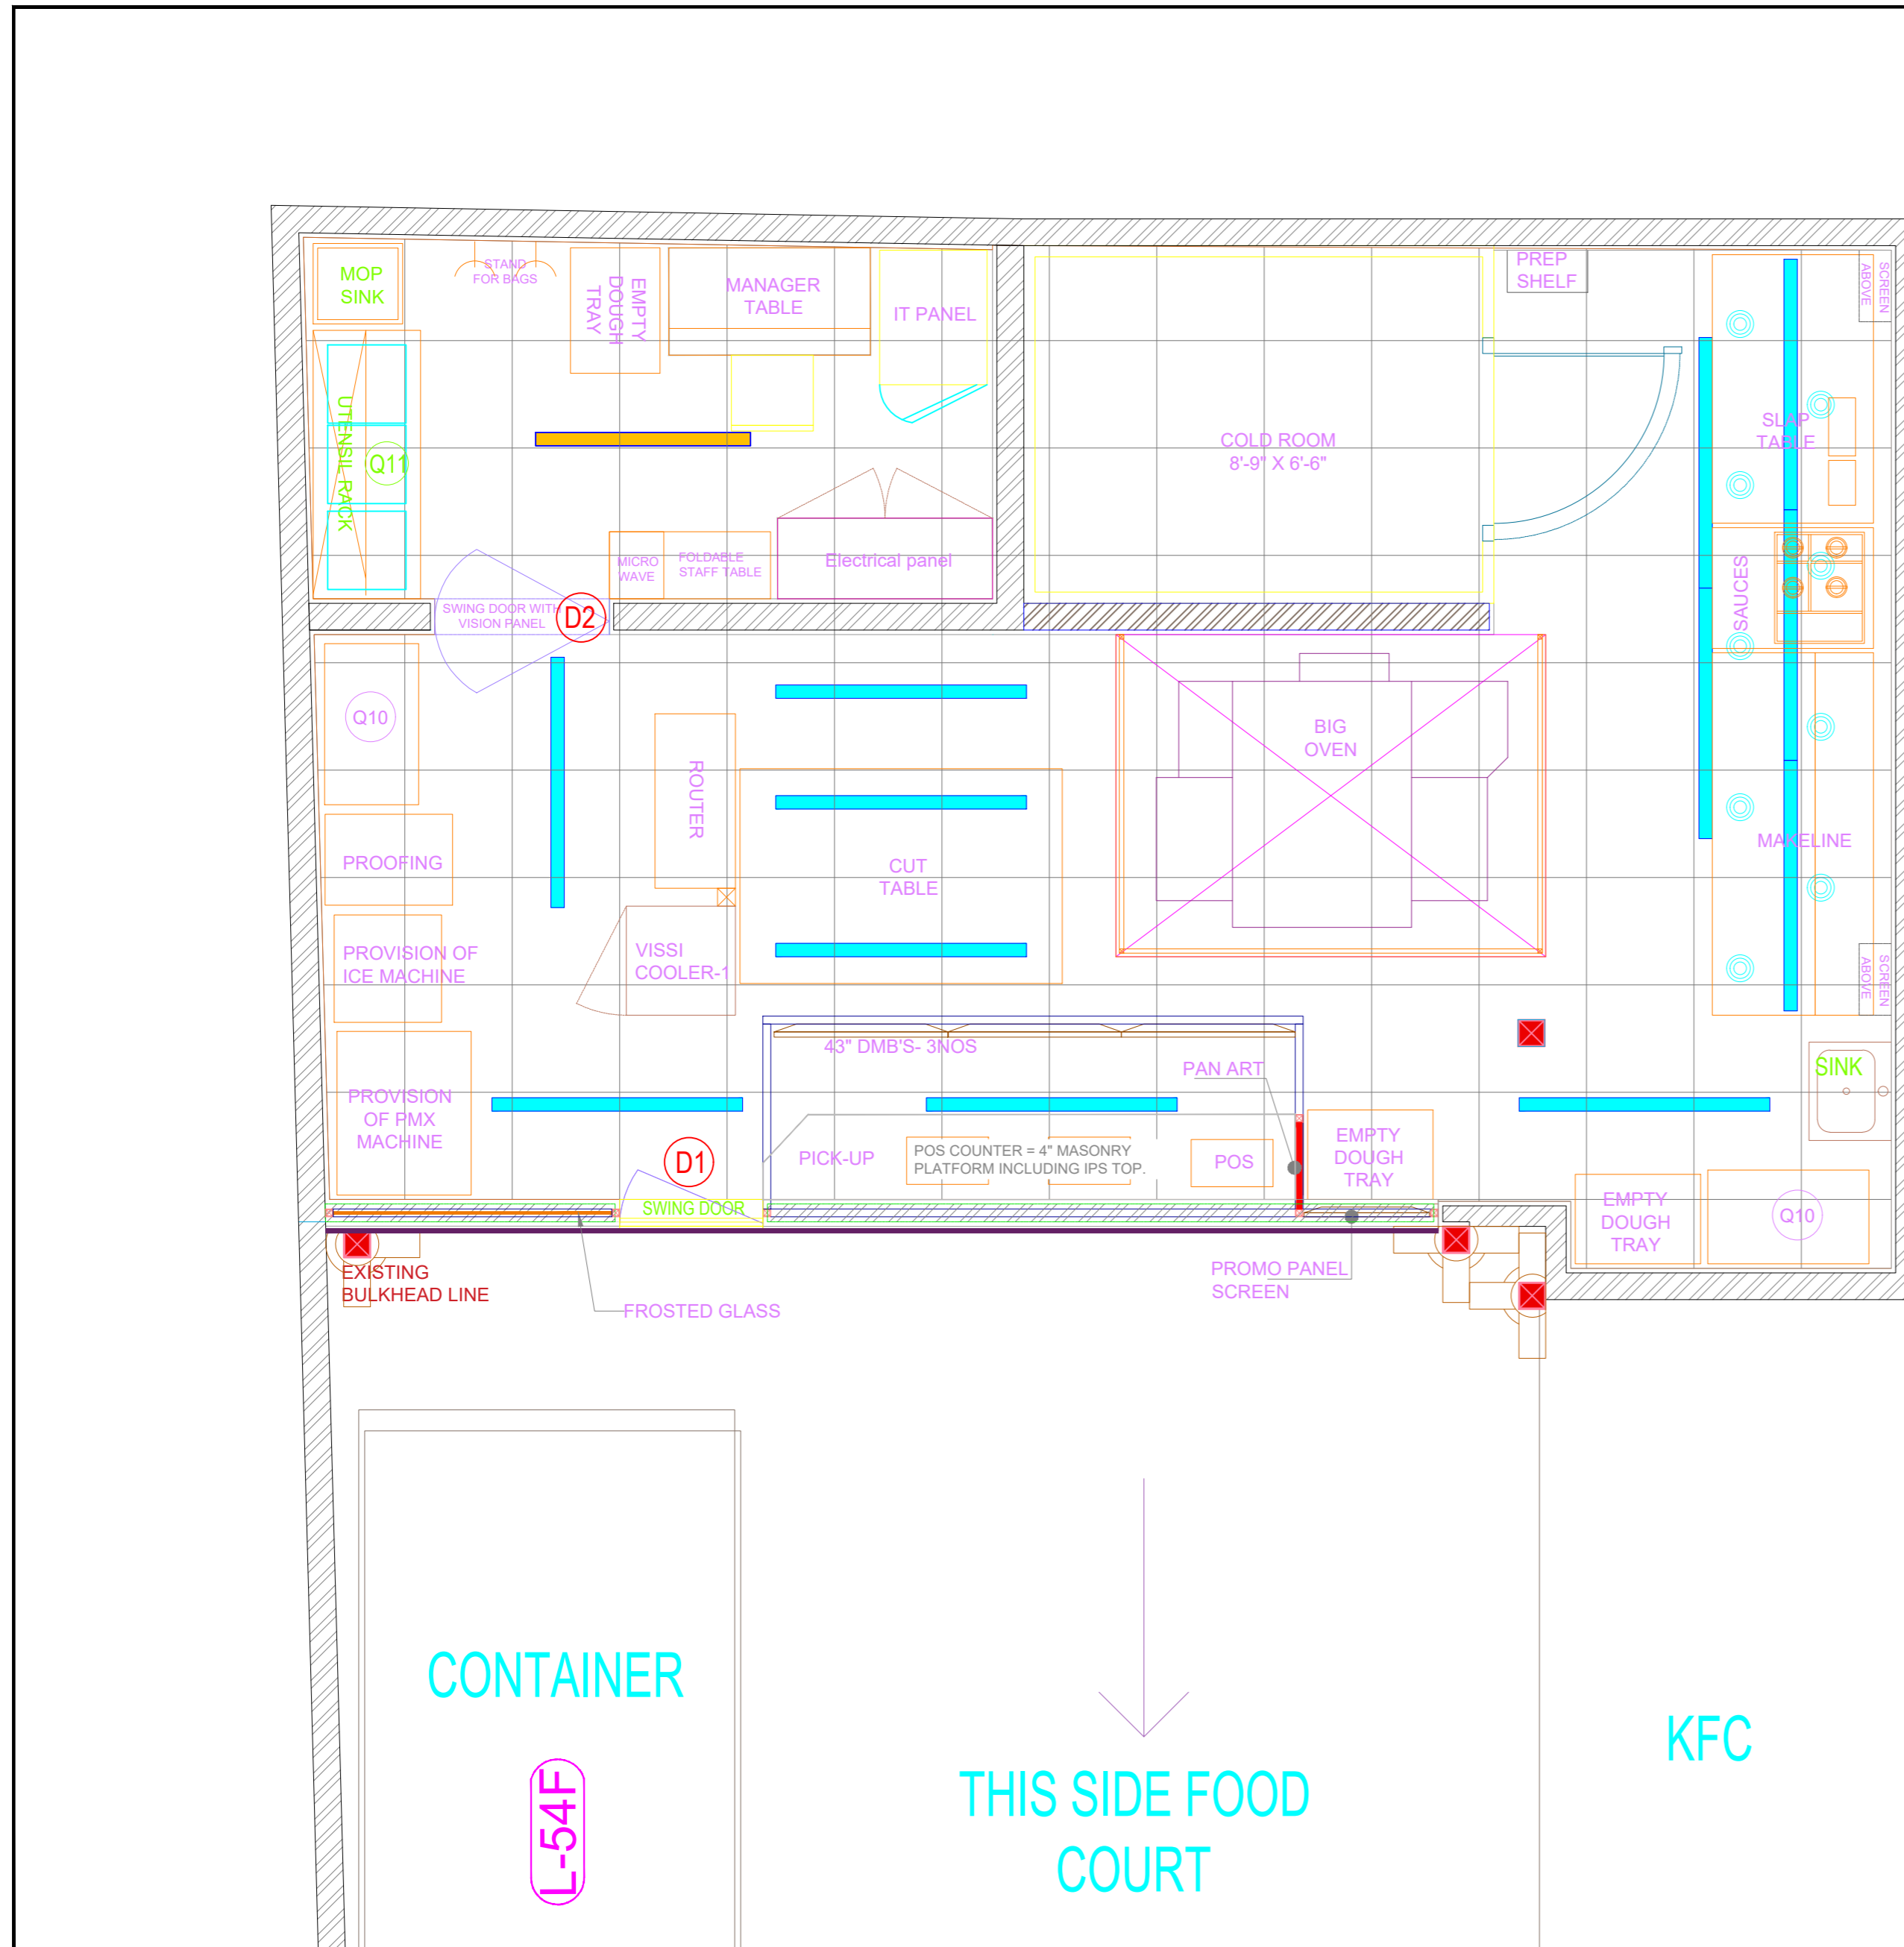 MOP
SINK
STAND
FOR BAGS
EMPTY
DOUGH
TRAY
MANAGER
TABLE
IT PANEL
PREP
SHELF
SCREEN
ABOVE
UTENSIL RACK
Q11
COLD ROOM
8'-9" X 6'-6"
SLAP
TABLE
MICRO
WAVE
FOLDABLE
STAFF TABLE
Electrical panel
SAUCES
SWING DOOR WITH
VISION PANEL
D2
Q10
ROUTER
BIG
OVEN
PROOFING
CUT
TABLE
MAKELINE
PROVISION OF
ICE MACHINE
VISSI
COOLER-1
SCREEN
ABOVE
43" DMB'S- 3NOS
PAN ART
SINK
PROVISION
OF PMX
MACHINE
D1
PICK-UP
POS COUNTER = 4" MASONRY
PLATFORM INCLUDING IPS TOP.
POS
EMPTY
DOUGH
TRAY
SWING DOOR
EMPTY
DOUGH
TRAY
Q10
EXISTING
BULKHEAD LINE
FROSTED GLASS
PROMO PANEL
SCREEN
CONTAINER
L-54F
THIS SIDE FOOD
COURT
KFC